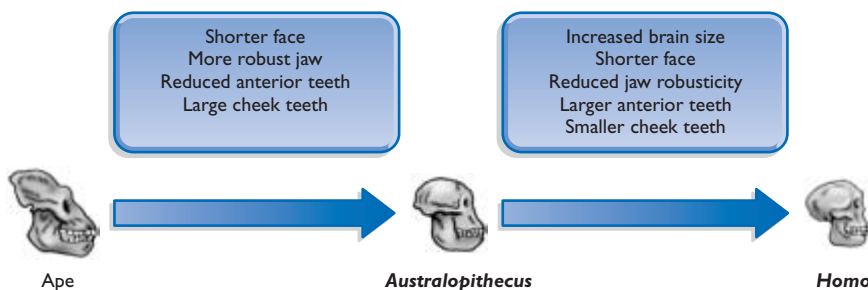 Shorter face
More robust jaw
Reduced anterior teeth
Large cheek teeth
Increased brain size
Shorter face
Reduced jaw robusticity
Larger anterior teeth
Smaller cheek teeth
Ape
Australopithecus
Homo